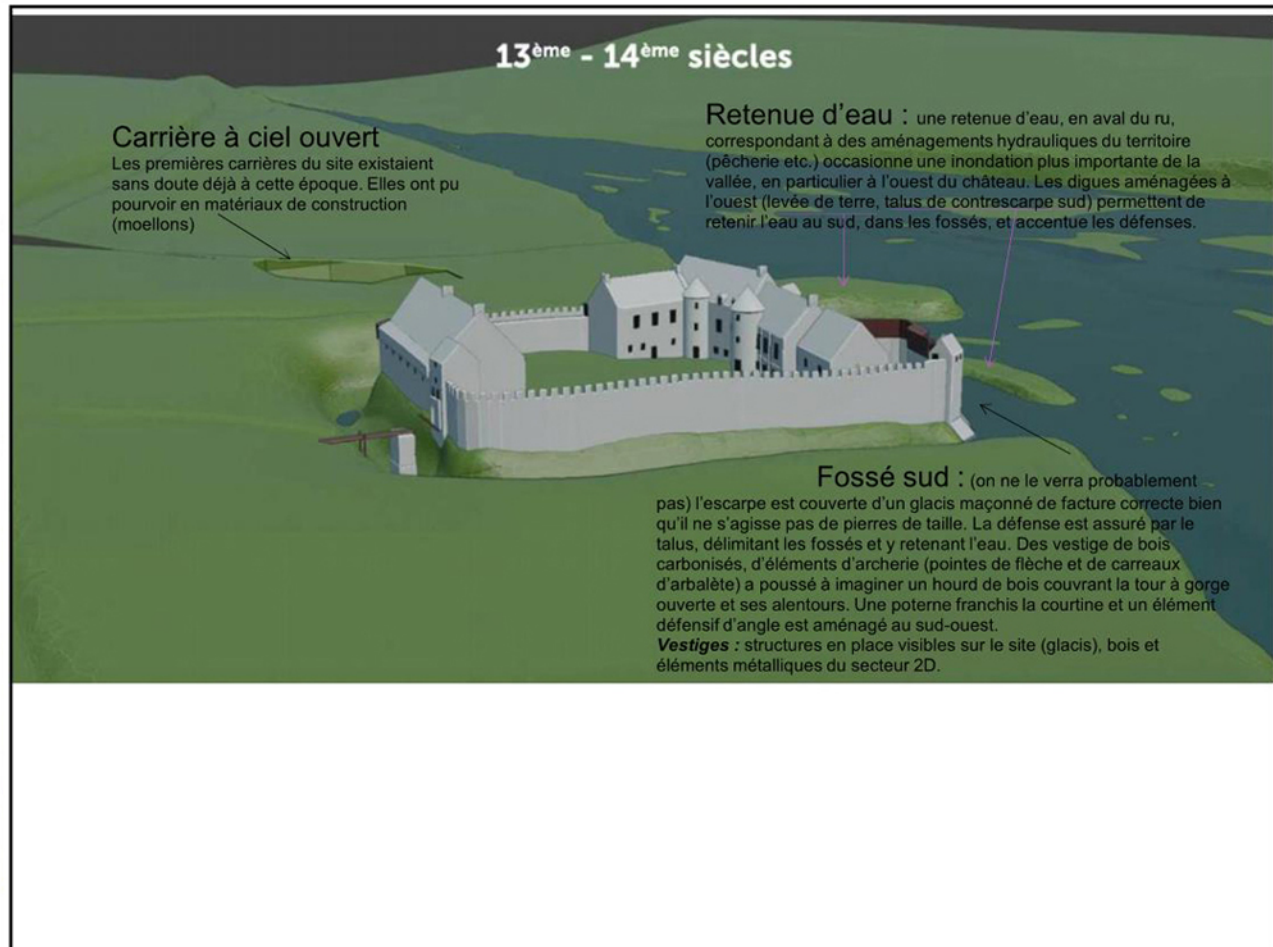 13ème - 14ème siècles
Carrière à ciel ouvert
Les premières carrières du site existaient
sans doute déjà à cette époque. Elles ont pu
pourvoir en matériaux de construction
(moellons)
Retenue d'eau : une retenue d'eau, en aval du ru,
correspondant à des aménagements hydrauliques du territoire
(pêcherie etc.) occasionne une inondation plus importante de la
vallée, en particulier à l'ouest du château. Les digues aménagées à
l'ouest (levée de terre, talus de contrescarpe sud) permettent de
retenir l'eau au sud, dans les fossés, et accentue les défenses.
Fossé sud : (on ne le verra probablement
pas) l'escarpe est couverte d'un glacis maçonné de facture correcte bien
qu'il ne s'agisse pas de pierres de taille. La défense est assuré par le
talus, délimitant les fossés et y retenant l'eau. Des vestige de bois
carbonisés, d'éléments d'archerie (pointes de flèche et de carreaux
d'arbalète) a poussé à imaginer un hourd de bois couvrant la tour à gorge
ouverte et ses alentours. Une poterne franchis la courtine et un élément
défensif d'angle est aménagé au sud-ouest.
Vestiges : structures en place visibles sur le site (glacis), bois et
éléments métalliques du secteur 2D.